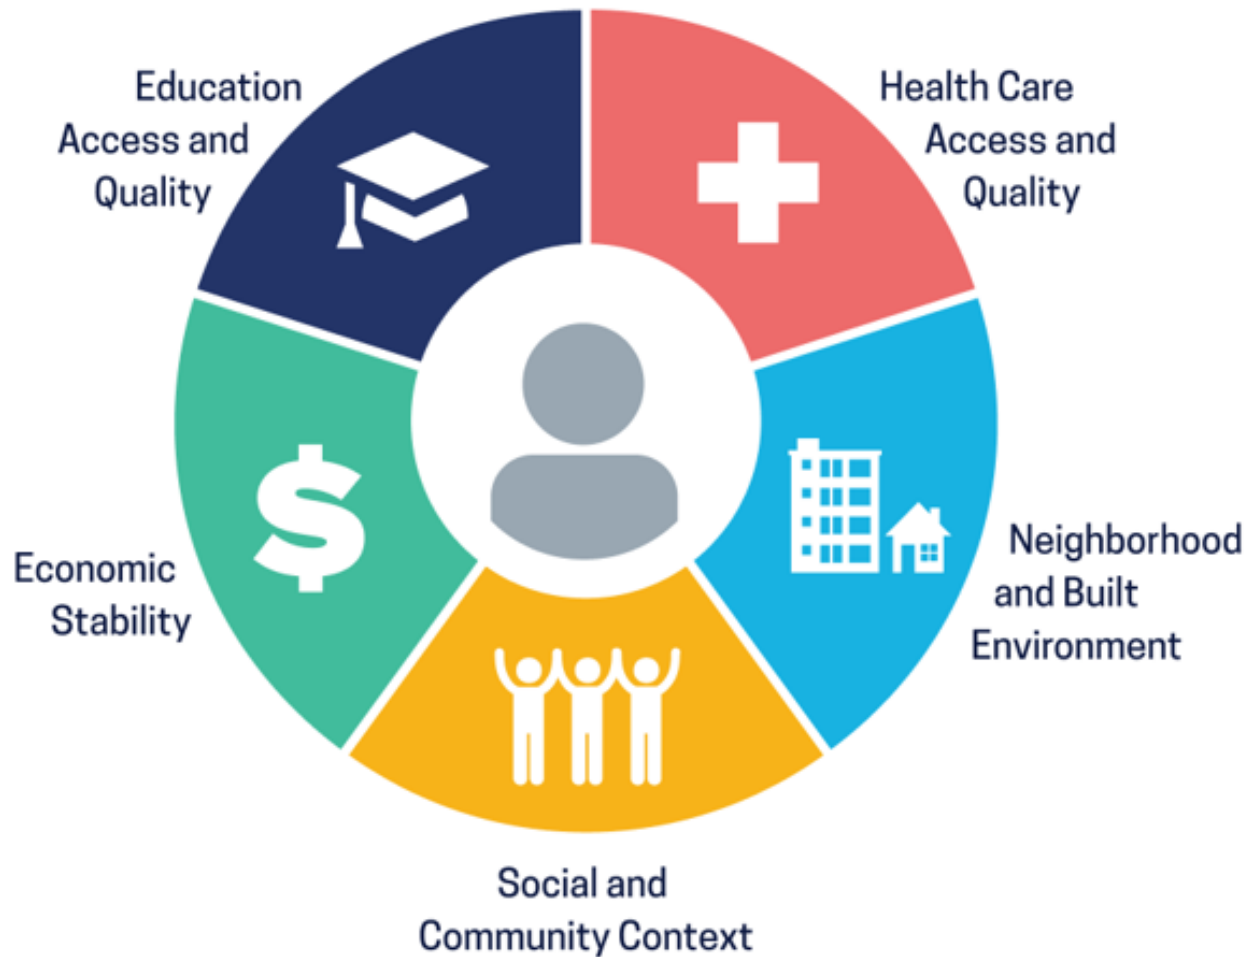 Education
Access and
Quality
Health Care
Access and
Quality
Economic
Stability
Neighborhood
and Built
Environment
Social and
Community Context